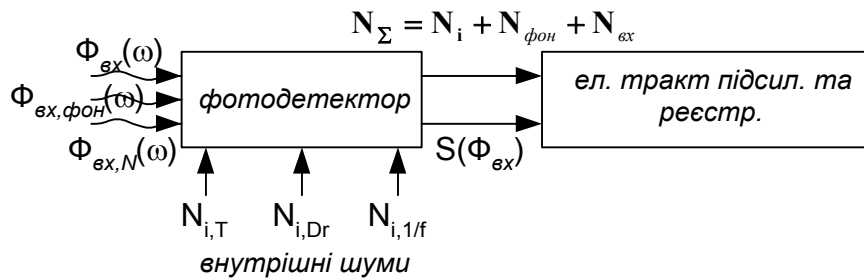 N_Σ = N_i + N_фон + N_вх
Φ_вх(ω)
Φ_вх,фон(ω)
Φ_вх,N(ω)
фотодетектор
ел. тракт підсил. та
реєстр.
S(Φ_вх)
N_i,T N_i,Dr N_i,1/f
внутрішні шуми